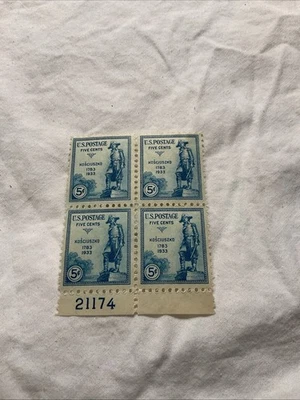 U.S. POSTAGE
FIVE CENTS
KOSCIUSZKO
1783
1933
5¢
U.S. POSTAGE
FIVE CENTS
KOSCIUSZKO
1783
1933
5¢
U.S. POSTAGE
FIVE CENTS
KOSCIUSZKO
1783
1933
5¢
U.S. POSTAGE
FIVE CENTS
KOSCIUSZKO
1783
1933
5¢
21174